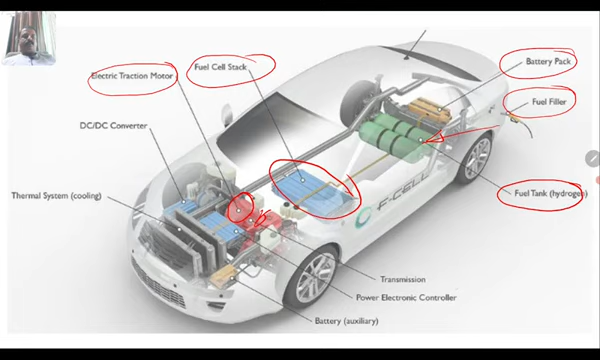 Fuel Cell Stack
Battery Pack
Electric Traction Motor
Fuel Filler
DC/DC Converter
Thermal System (cooling)
Fuel Tank (hydrogen)
F-CELL
Transmission
Power Electronic Controller
Battery (auxiliary)